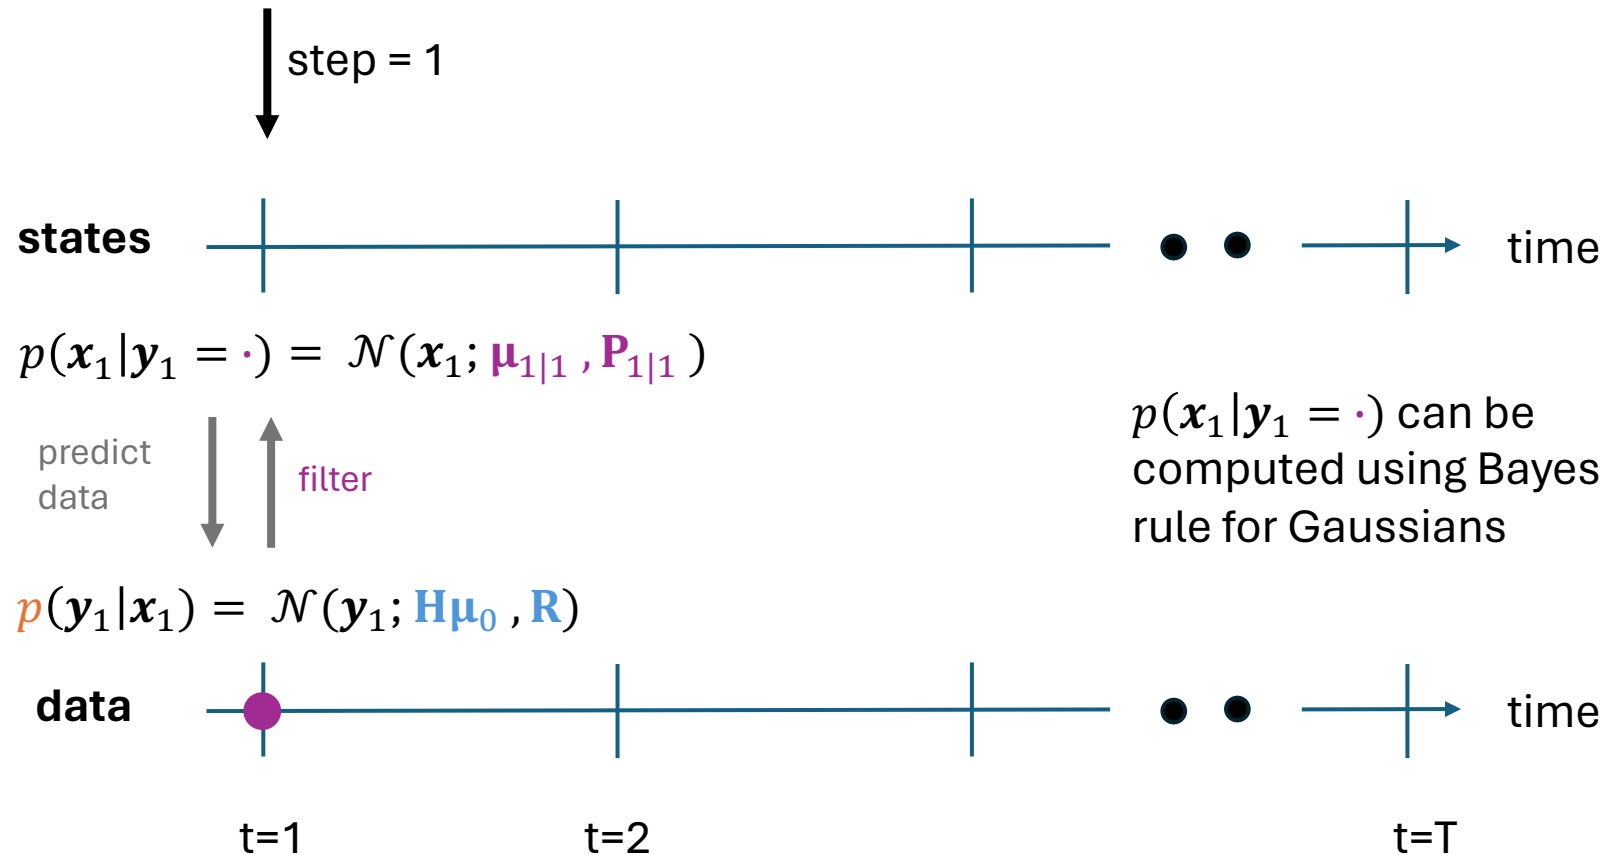 step = 1
states
time
p(x₁|y₁ = ·) = 𝒩(x₁; μ₁|₁ , P₁|₁ )
p(x₁|y₁ = ·) can be
computed using Bayes
rule for Gaussians
predict
data
filter
p(y₁|x₁) = 𝒩(y₁; Hμ₀ , R)
data
time
t=1
t=2
t=T